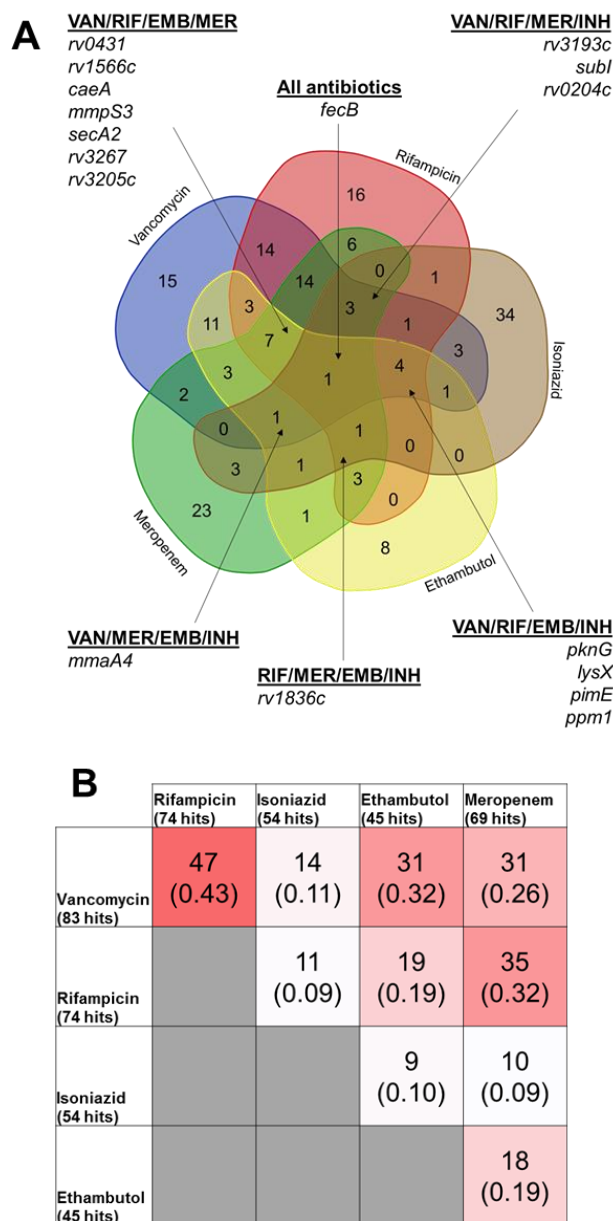 A
VAN/RIF/EMB/MER
rv0431
rv1566c
caeA
mmpS3
secA2
rv3267
rv3205c
All antibiotics
fecB
VAN/RIF/MER/INH
rv3193c
subI
rv0204c
Vancomycin
Rifampicin
Isoniazid
Meropenem
Ethambutol
16
6
14
14
0
1
15
3
3
1
34
11
7
3
4
1
3
1
2
1
1
0
1
0
0
3
1
3
0
23
1
8
VAN/MER/EMB/INH
mmaA4
RIF/MER/EMB/INH
rv1836c
VAN/RIF/EMB/INH
pknG
lysX
pimE
ppm1
B
Rifampicin Isoniazid Ethambutol Meropenem
(74 hits) (54 hits) (45 hits) (69 hits)
47 14 31 31
(0.43) (0.11) (0.32) (0.26)
Vancomycin
(83 hits)
11 19 35
(0.09) (0.19) (0.32)
Rifampicin
(74 hits)
9 10
(0.10) (0.09)
Isoniazid
(54 hits)
18
(0.19)
Ethambutol
(45 hits)